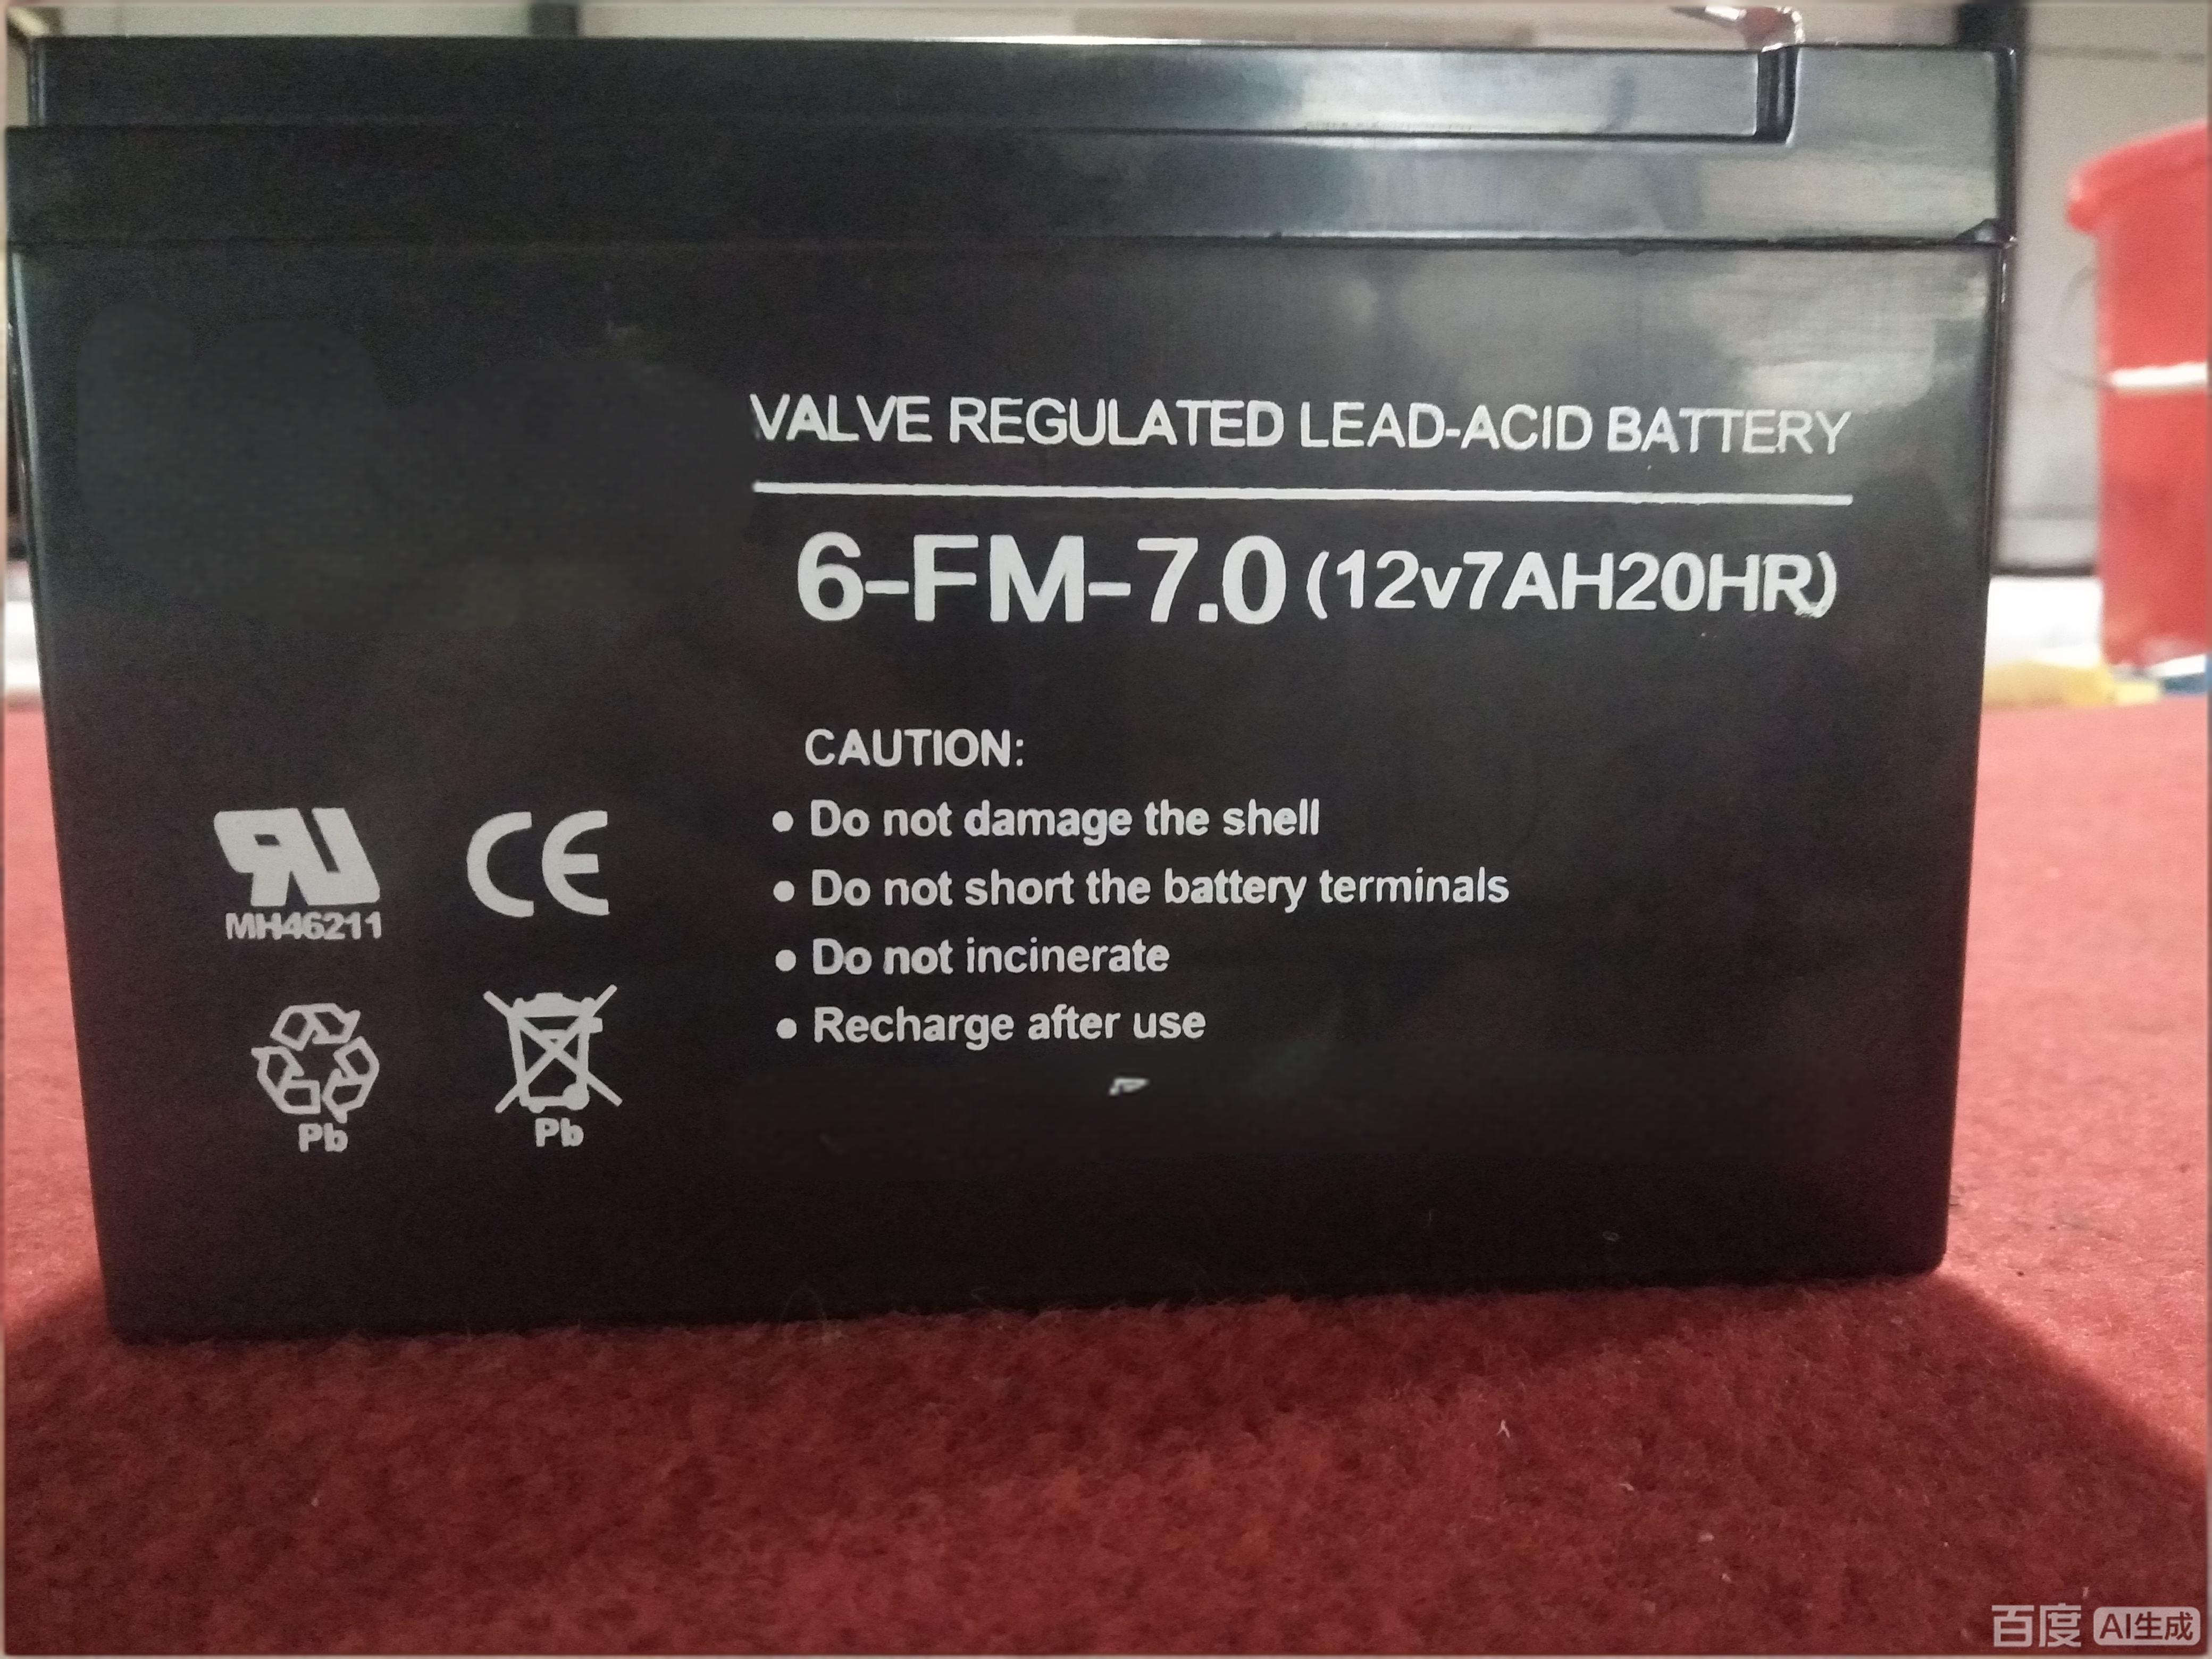 VALVE REGULATED LEAD-ACID BATTERY
6-FM-7.0 (12v7AH20HR)
CAUTION:
• Do not damage the shell
• Do not short the battery terminals
• Do not incinerate
• Recharge after use
MH46211
CE
Pb
Pb
百度 AI生成